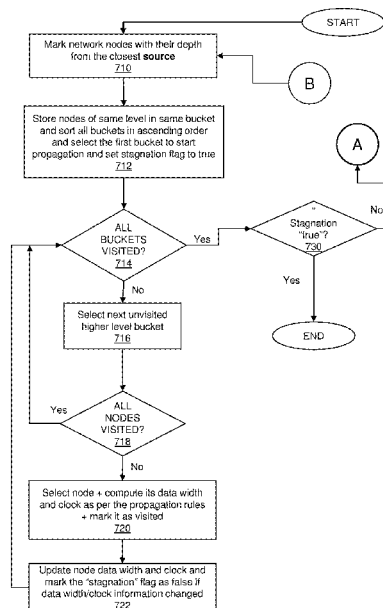 START
Mark network nodes with their depth
from the closest source
710
B
Store nodes of same level in same bucket
and sort all buckets in ascending order
and select the first bucket to start
propagation and set stagnation flag to true
712
A
ALL
BUCKETS
VISITED?
714
Yes
"
Stagnation
"true"?
730
No
No
Yes
Select next unvisited
higher level bucket
716
END
Yes
ALL
NODES
VISITED?
718
No
Select node + compute its data width
and clock as per the propagation rules
+ mark it as visited
720
Update node data width and clock and
mark the "stagnation" flag as false if
data width/clock information changed
722